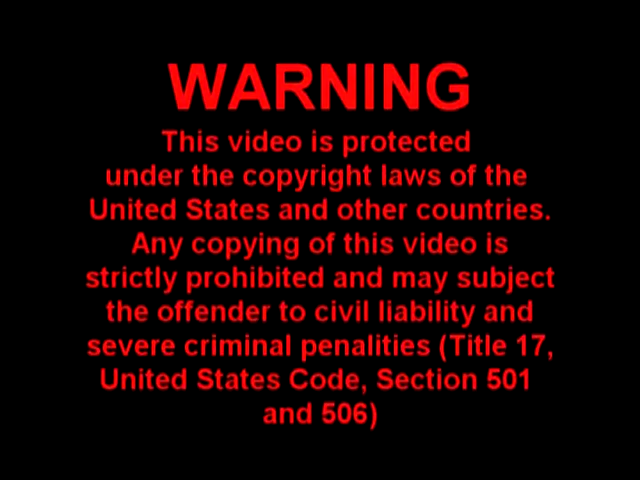 WARNING
This video is protected
under the copyright laws of the
United States and other countries.
Any copying of this video is
strictly prohibited and may subject
the offender to civil liability and
severe criminal penalities (Title 17,
United States Code, Section 501
and 506)